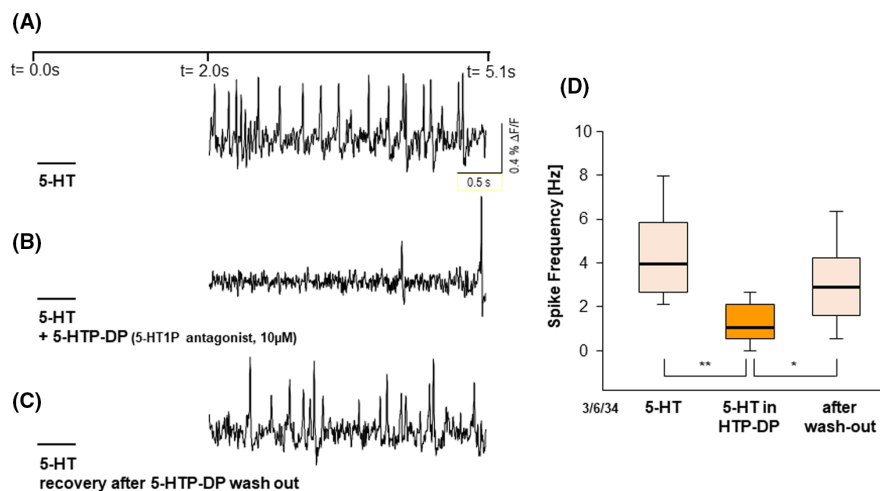 (A)
t= 0.0s
t= 2.0s
t= 5.1s
0.4 % ΔF/F
0.5 s
5-HT
(B)
5-HT
+ 5-HTP-DP (5-HT1P antagonist, 10µM)
(C)
5-HT
recovery after 5-HTP-DP wash out
(D)
Spike Frequency [Hz]
10
8
6
4
2
0
**
*
3/6/34
5-HT
5-HT in
HTP-DP
after
wash-out